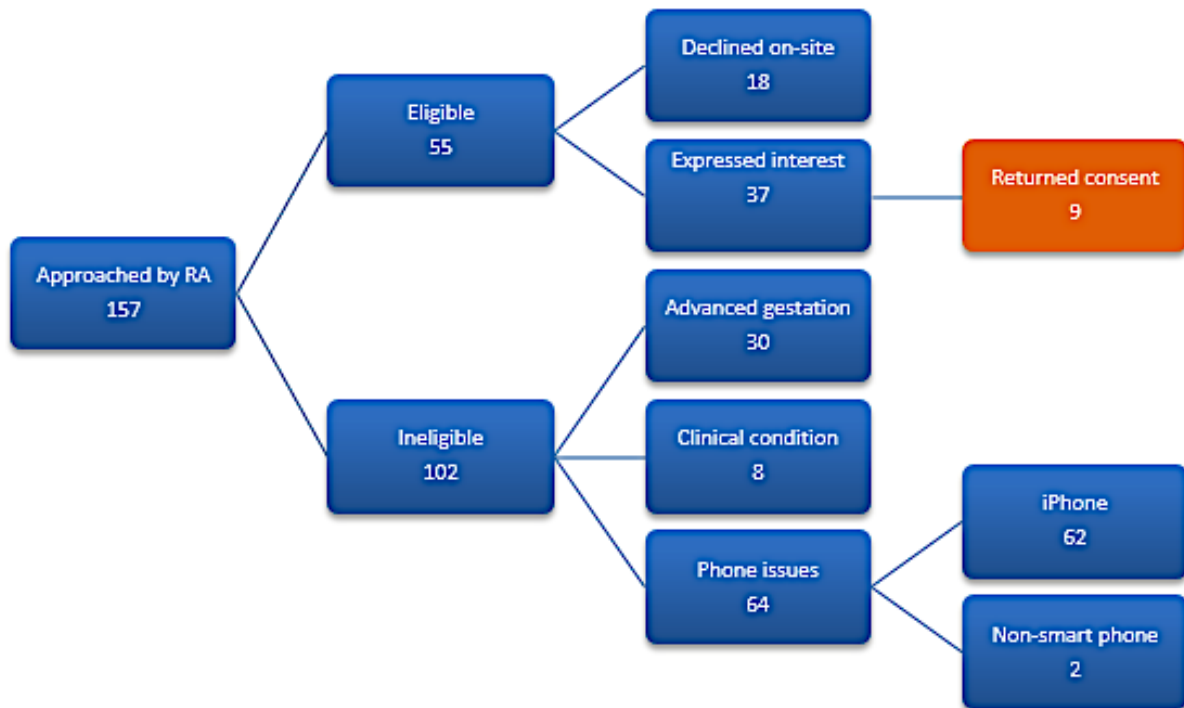 Approached by RA
157
Eligible
55
Declined on-site
18
Expressed interest
37
Returned consent
9
Ineligible
102
Advanced gestation
30
Clinical condition
8
Phone issues
64
iPhone
62
Non-smart phone
2